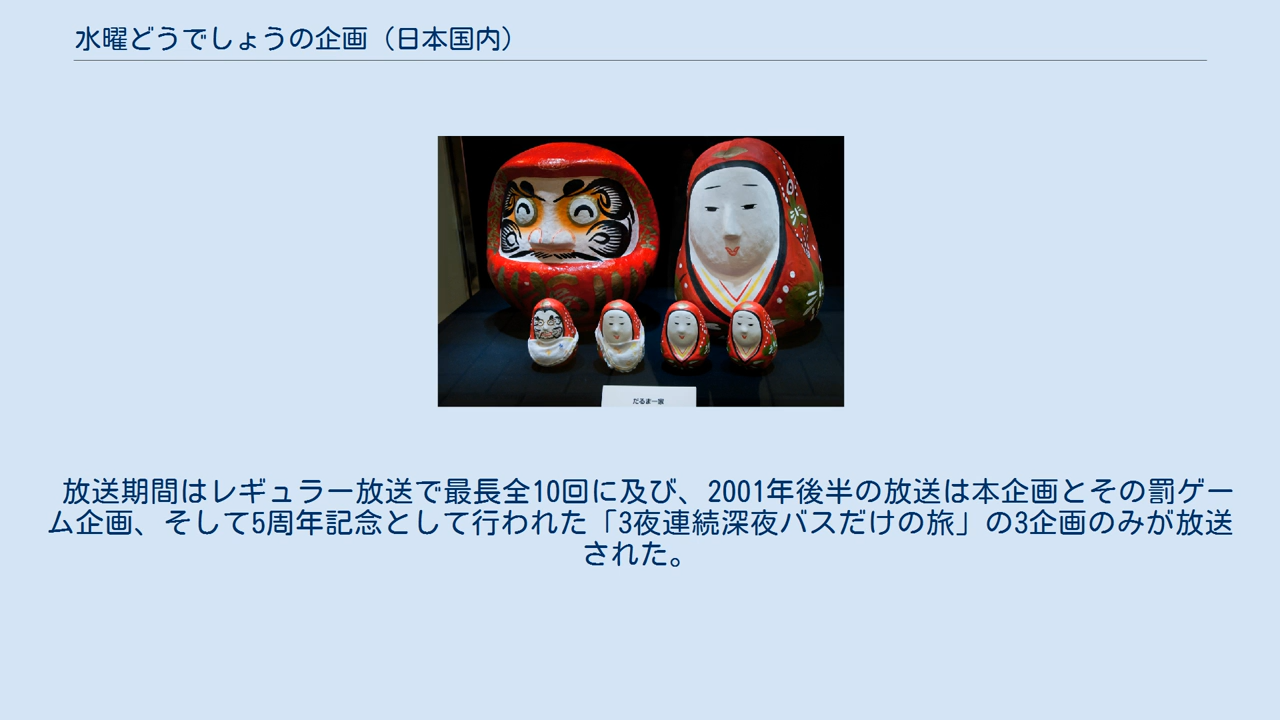 水曜どうでしょうの企画（日本国内）
だるま一家
放送期間はレギュラー放送で最長全10回に及び、2001年後半の放送は本企画とその罰ゲー
ム企画、そして5周年記念として行われた「3夜連続深夜バスだけの旅」の3企画のみが放送
された。